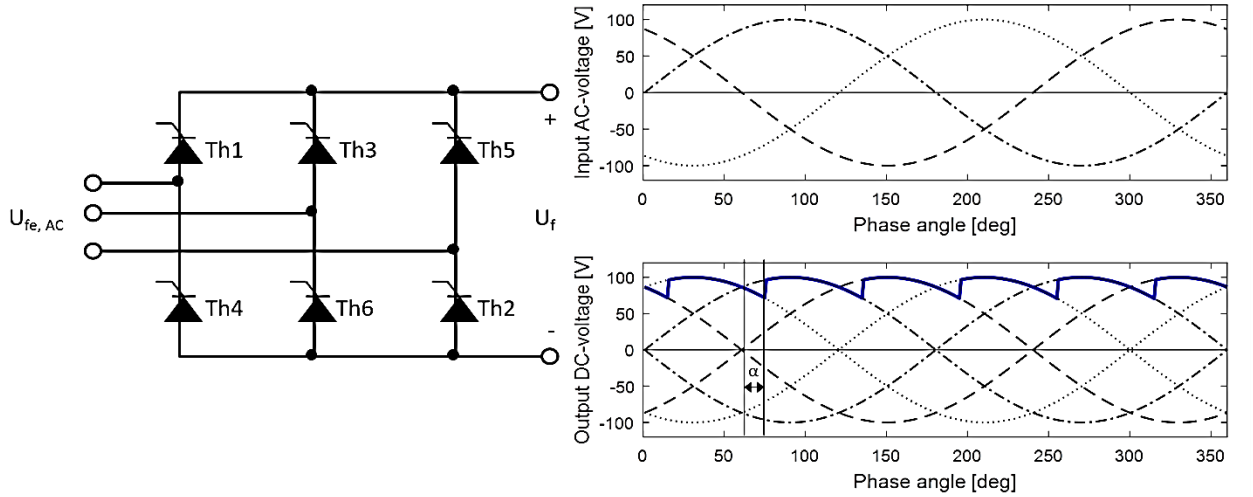 Th1
Th3
Th5
+
U_fe, AC
U_f
Th4
Th6
Th2
-
Input AC-voltage [V]
100
50
0
-50
-100
0 50 100 150 200 250 300 350
Phase angle [deg]
Output DC-voltage [V]
100
50
0
-50
-100
α
0 50 100 150 200 250 300 350
Phase angle [deg]